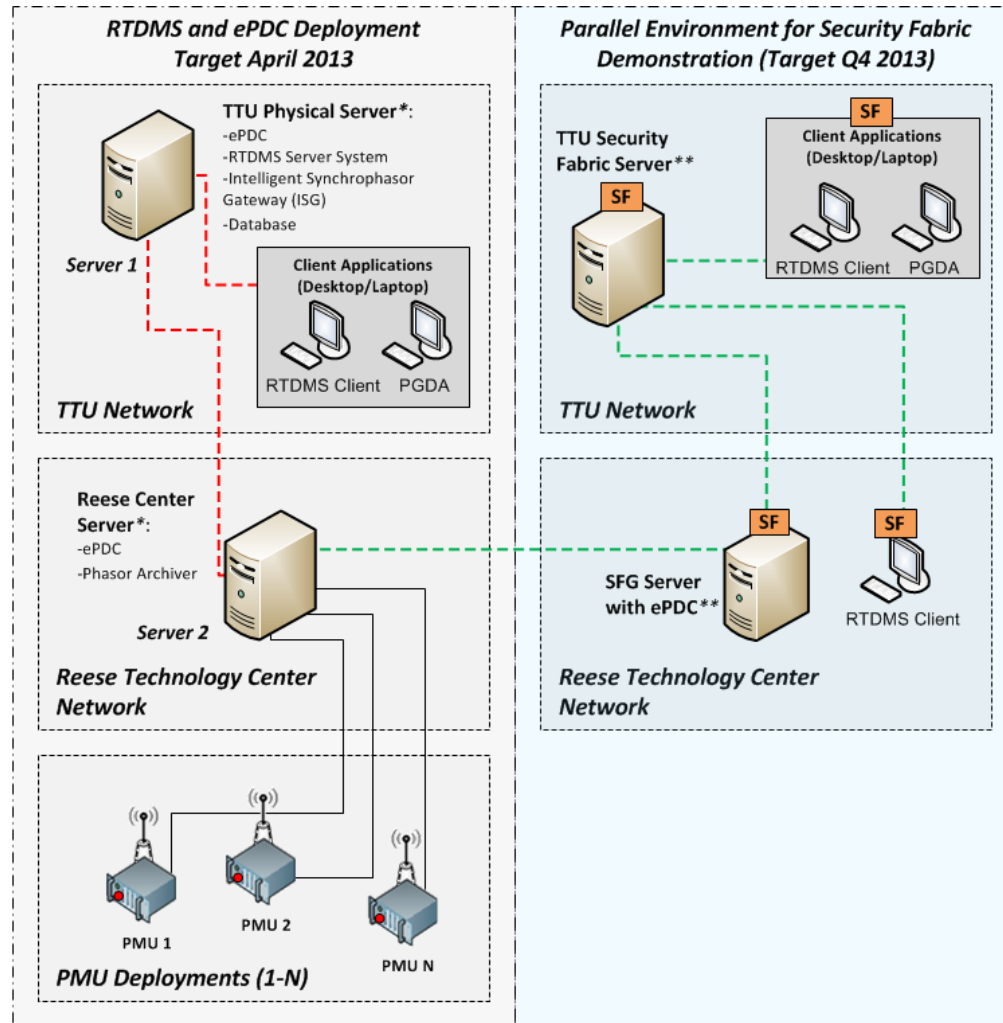 RTDMS and ePDC Deployment
Target April 2013
TTU Physical Server*:
-ePDC
-RTDMS Server System
-Intelligent Synchrophasor
Gateway (ISG)
-Database
Server 1
Client Applications
(Desktop/Laptop)
RTDMS Client
PGDA
TTU Network
Reese Center
Server*:
-ePDC
-Phasor Archiver
Server 2
Reese Technology Center
Network
PMU 1
PMU 2
PMU N
PMU Deployments (1-N)
Parallel Environment for Security Fabric
Demonstration (Target Q4 2013)
TTU Security
Fabric Server**
SF
SF
Client Applications
(Desktop/Laptop)
RTDMS Client
PGDA
TTU Network
SF
SFG Server
with ePDC**
SF
RTDMS Client
Reese Technology Center
Network